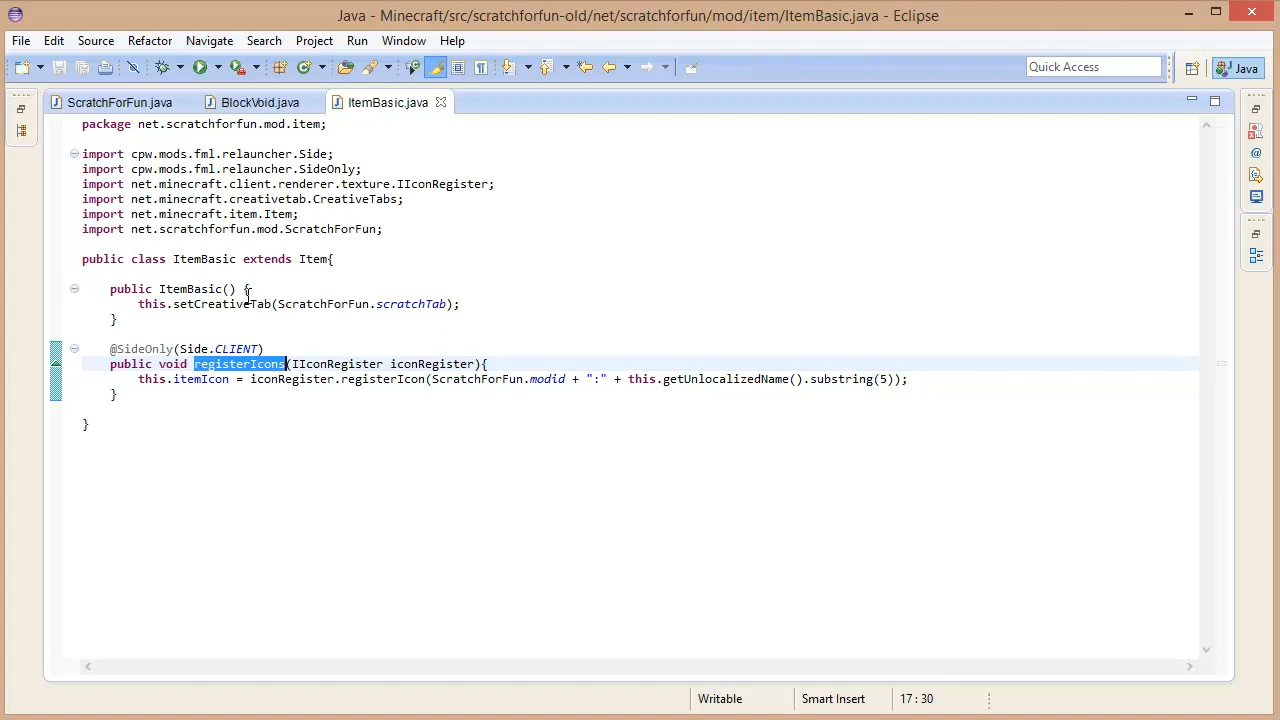 Java - Minecraft/src/scratchforfun-old/net/scratchforfun/mod/item/ItemBasic.java - Eclipse
File Edit Source Refactor Navigate Search Project Run Window Help
Quick Access
Java
ScratchForFun.java BlockVoid.java ItemBasic.java
package net.scratchforfun.mod.item;
import cpw.mods.fml.relauncher.Side;
import cpw.mods.fml.relauncher.SideOnly;
import net.minecraft.client.renderer.texture.IIconRegister;
import net.minecraft.creativetab.CreativeTabs;
import net.minecraft.item.Item;
import net.scratchforfun.mod.ScratchForFun;
public class ItemBasic extends Item{
public ItemBasic() {
this.setCreativeTab(ScratchForFun.scratchTab);
}
@SideOnly(Side.CLIENT)
public void registerIcons(IIconRegister iconRegister){
this.itemIcon = iconRegister.registerIcon(ScratchForFun.modid + ":" + this.getUnlocalizedName().substring(5));
}
}
Writable Smart Insert 17 : 30